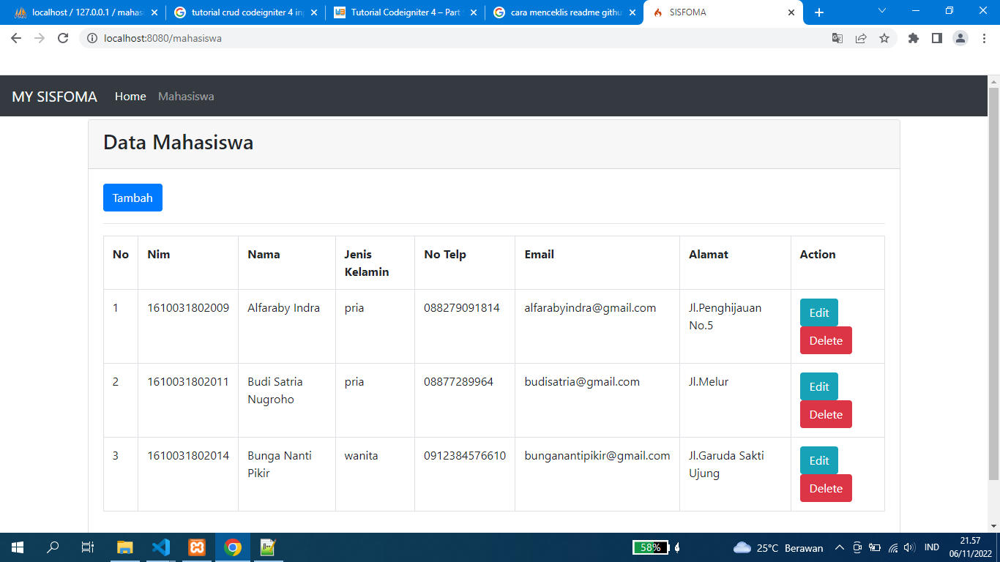 localhost / 127.0.0.1 / mahas
tutorial crud codeigniter 4 in
Tutorial Codeigniter 4 – Part
cara menceklis readme githu
SISFOMA
localhost:8080/mahasiswa
MY SISFOMA Home Mahasiswa
Data Mahasiswa
Tambah
No Nim Nama Jenis Kelamin No Telp Email Alamat Action
1 1610031802009 Alfaraby Indra pria 088279091814 alfarabyindra@gmail.com Jl.Penghijauan No.5 Edit
Delete
2 1610031802011 Budi Satria Nugroho pria 08877289964 budisatria@gmail.com Jl.Melur Edit
Delete
3 1610031802014 Bunga Nanti Pikir wanita 0912384576610 bunganantipikir@gmail.com Jl.Garuda Sakti Ujung Edit
Delete
58%
25°C Berawan
IND
21.57
06/11/2022